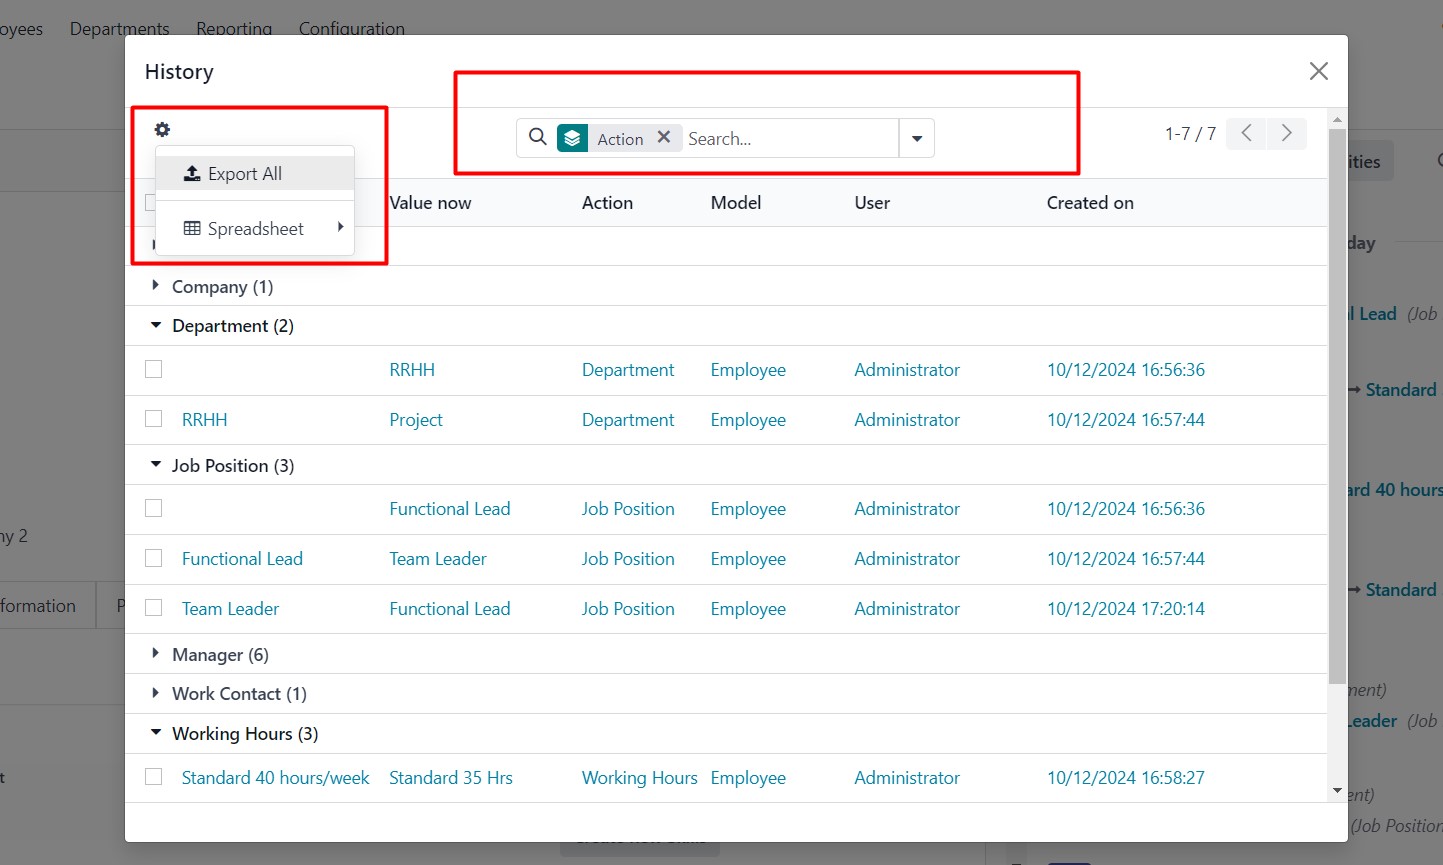 oyees Departments Reporting Configuration
History
Action Search... 1-7 / 7
Export All
Spreadsheet
Value now Action Model User Created on
Company (1)
Department (2)
RRHH Department Employee Administrator 10/12/2024 16:56:36
RRHH Project Department Employee Administrator 10/12/2024 16:57:44
Job Position (3)
Functional Lead Job Position Employee Administrator 10/12/2024 16:56:36
Functional Lead Team Leader Job Position Employee Administrator 10/12/2024 16:57:44
Team Leader Functional Lead Job Position Employee Administrator 10/12/2024 17:20:14
Manager (6)
Work Contact (1)
Working Hours (3)
Standard 40 hours/week Standard 35 Hrs Working Hours Employee Administrator 10/12/2024 16:58:27
ny 2
formation P
t
ities
day
l Lead (Job
→ Standard
ard 40 hours
→ Standard
ment)
Leader (Job
ent)
(Job Position